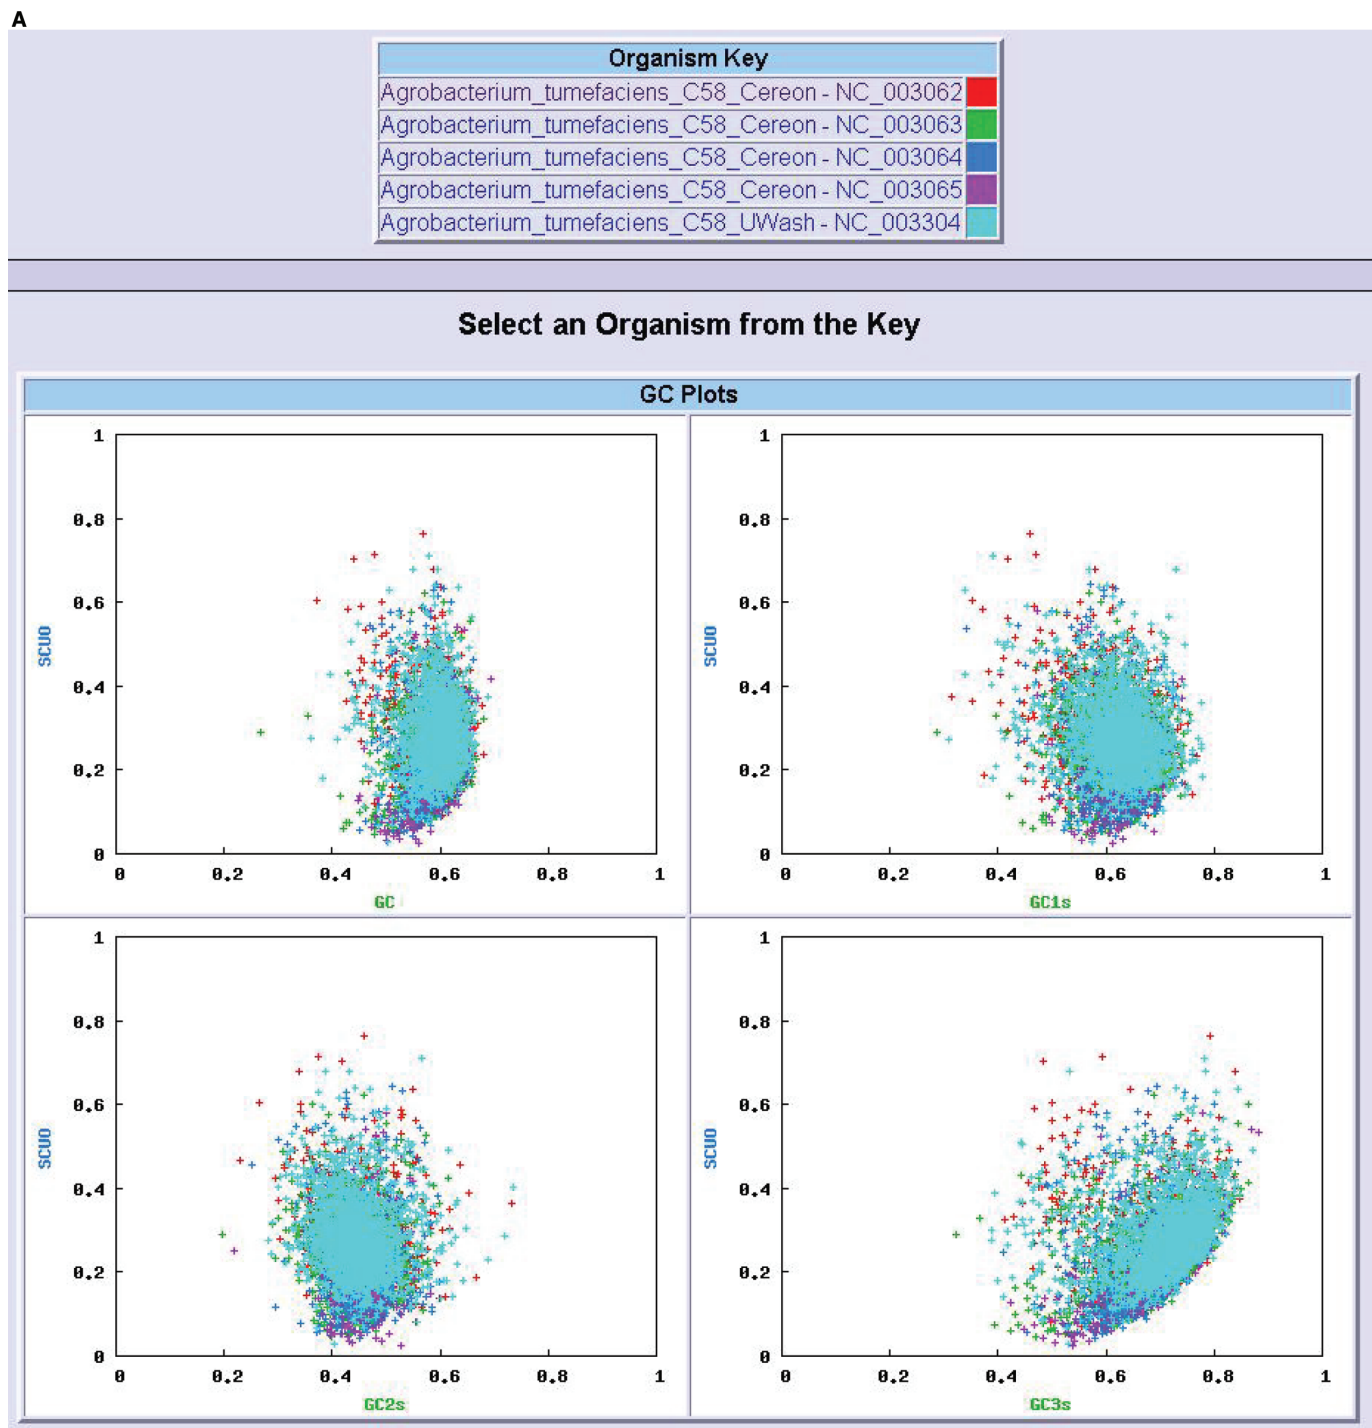 A
Organism Key
Agrobacterium_tumefaciens_C58_Cereon - NC_003062
Agrobacterium_tumefaciens_C58_Cereon - NC_003063
Agrobacterium_tumefaciens_C58_Cereon - NC_003064
Agrobacterium_tumefaciens_C58_Cereon - NC_003065
Agrobacterium_tumefaciens_C58_UWash - NC_003304
Select an Organism from the Key
GC Plots
1
0.8
0.6
0.4
0.2
0
SCUO
0 0.2 0.4 0.6 0.8 1
GC
1
0.8
0.6
0.4
0.2
0
SCUO
0 0.2 0.4 0.6 0.8 1
GC1s
1
0.8
0.6
0.4
0.2
0
SCUO
0 0.2 0.4 0.6 0.8 1
GC2s
1
0.8
0.6
0.4
0.2
0
SCUO
0 0.2 0.4 0.6 0.8 1
GC3s